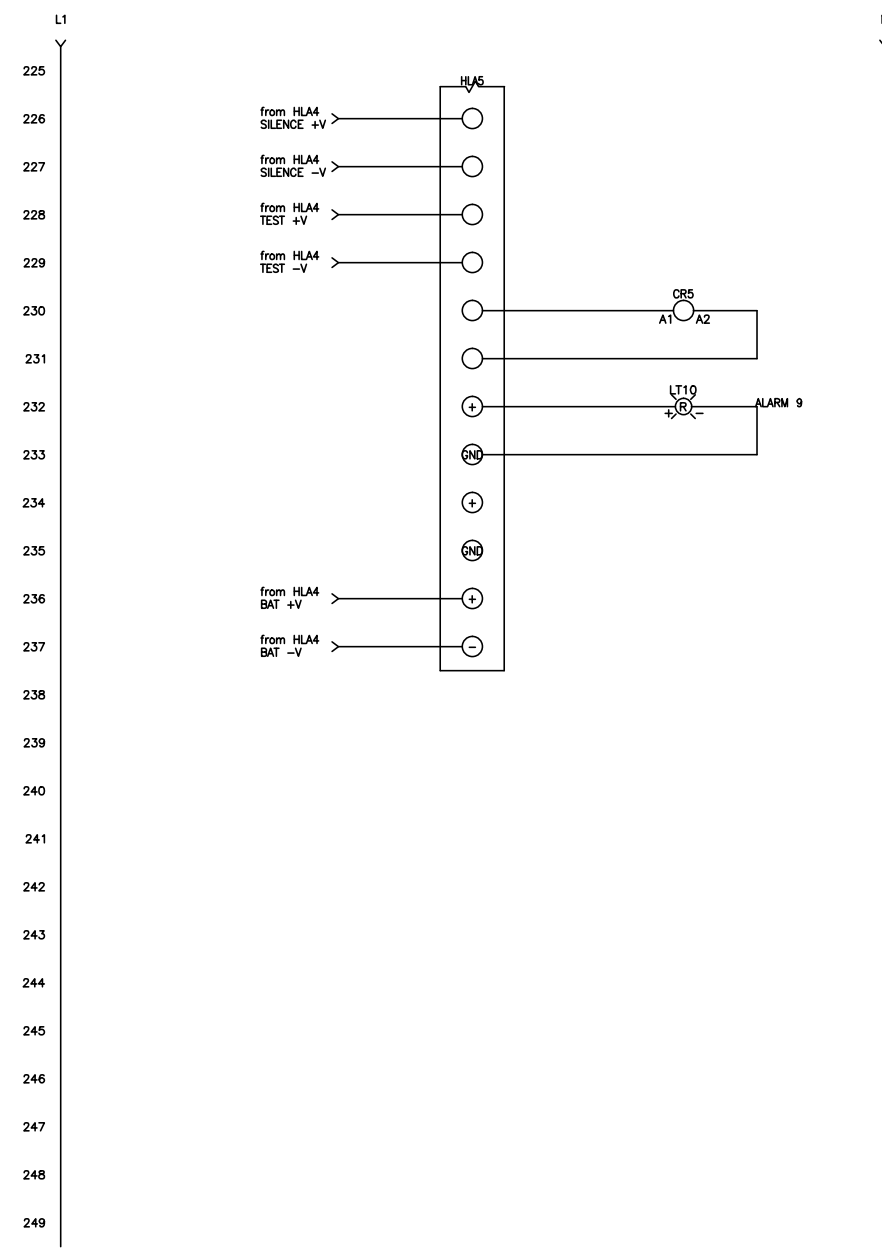 L1
225
HLA5
226
from HLA4
SILENCE +V
227
from HLA4
SILENCE -V
228
from HLA4
TEST +V
229
from HLA4
TEST -V
230
CR5
A1 A2
231
232
+
LT10
+ R -
ALARM 9
233
GND
234
+
235
GND
236
from HLA4
BAT +V
+
237
from HLA4
BAT -V
-
238
239
240
241
242
243
244
245
246
247
248
249